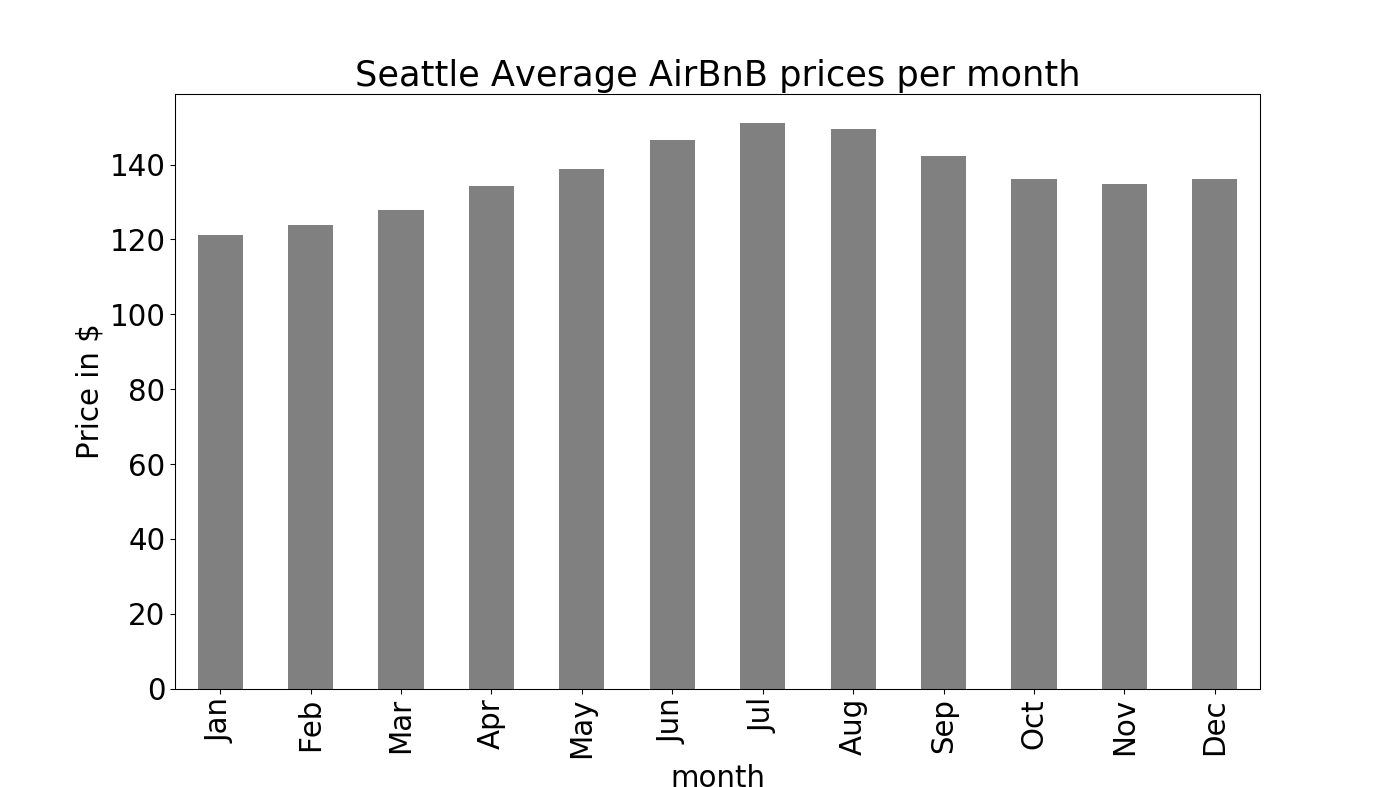 Seattle Average AirBnB prices per month
Price in $
140
120
100
80
60
40
20
0
Jan
Feb
Mar
Apr
May
Jun
Jul
Aug
Sep
Oct
Nov
Dec
month